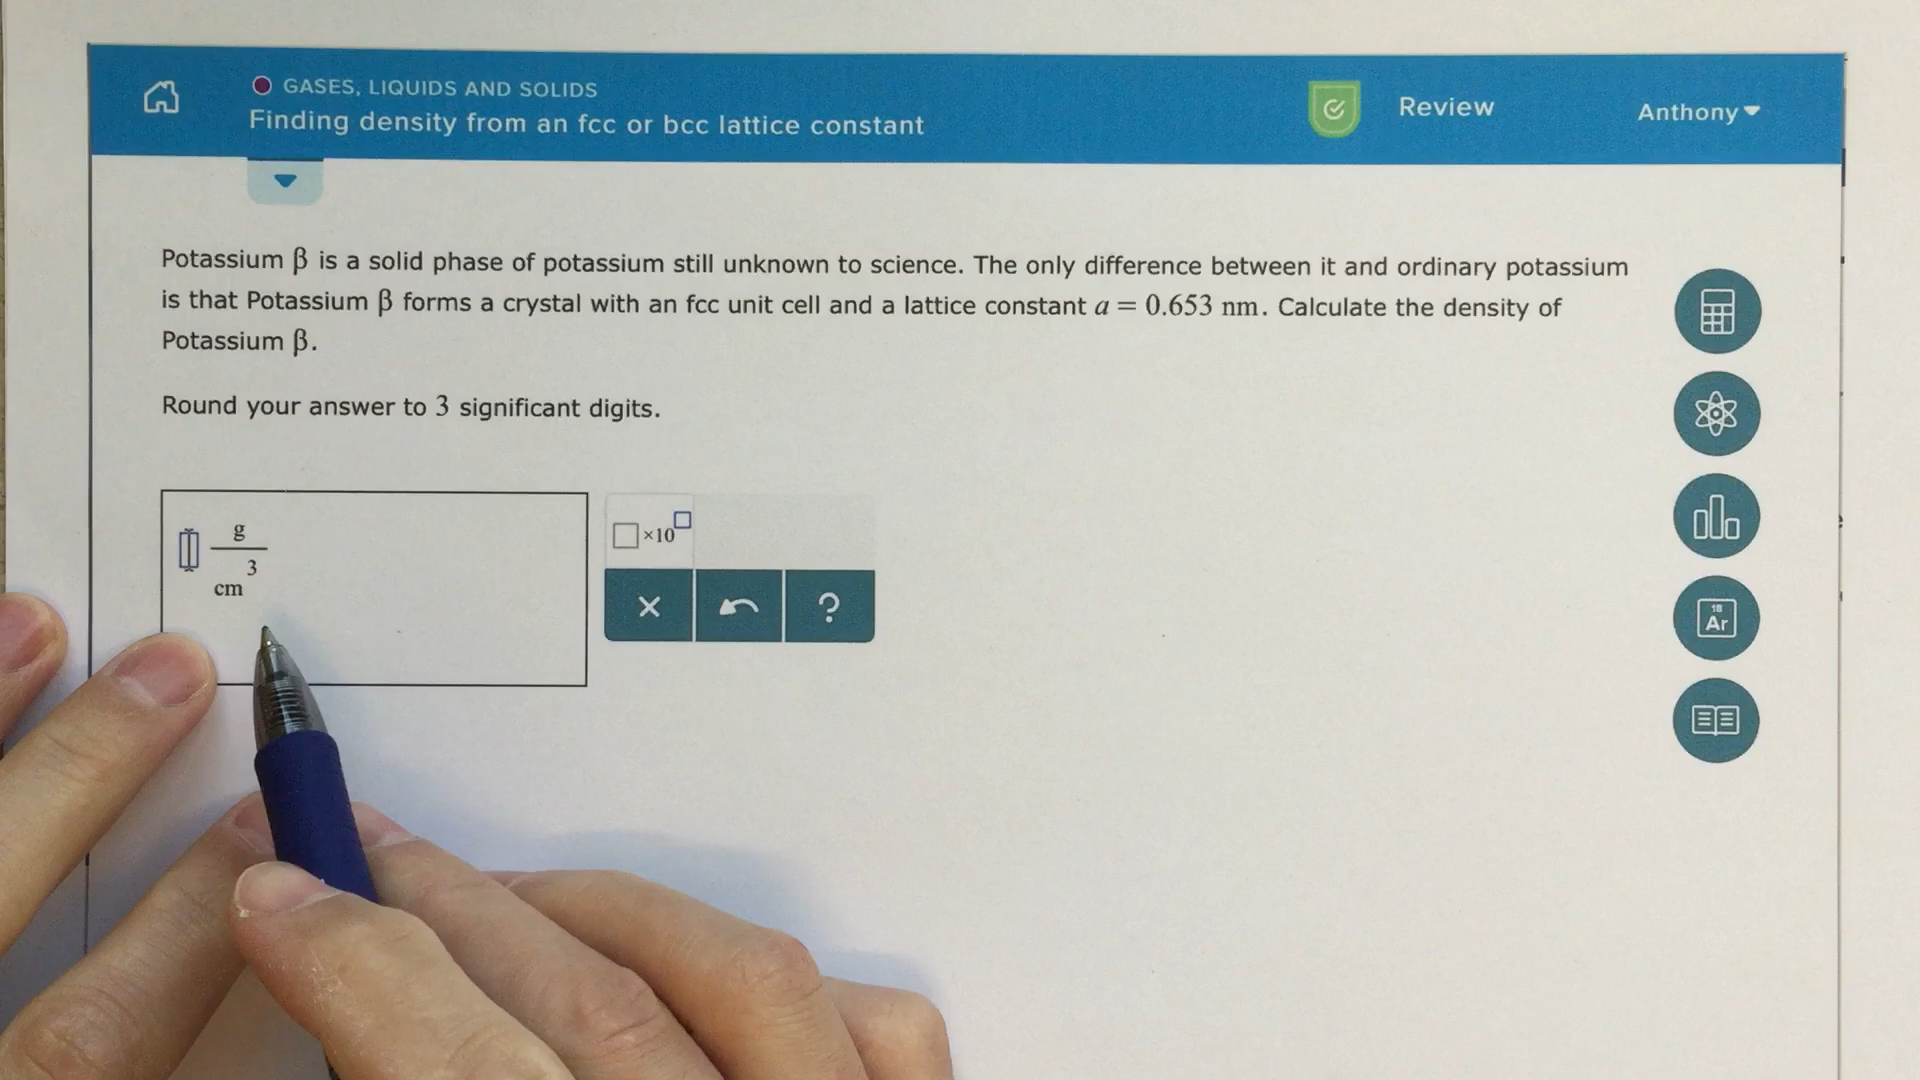 GASES, LIQUIDS AND SOLIDS
Finding density from an fcc or bcc lattice constant
Review
Anthony
Potassium β is a solid phase of potassium still unknown to science. The only difference between it and ordinary potassium
is that Potassium β forms a crystal with an fcc unit cell and a lattice constant a = 0.653 nm. Calculate the density of
Potassium β.
Round your answer to 3 significant digits.
g
cm³
×10
?
18
Ar